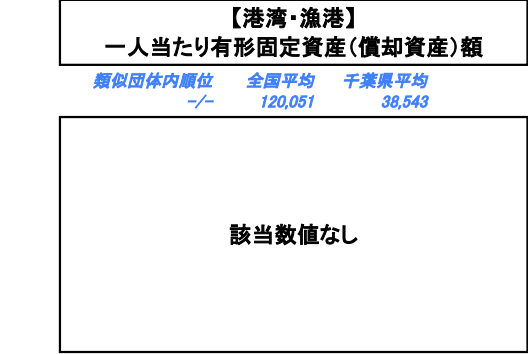 【港湾・漁港】
一人当たり有形固定資産（償却資産）額
類似団体内順位 全国平均 千葉県平均
-/- 120,051 38,543
該当数値なし